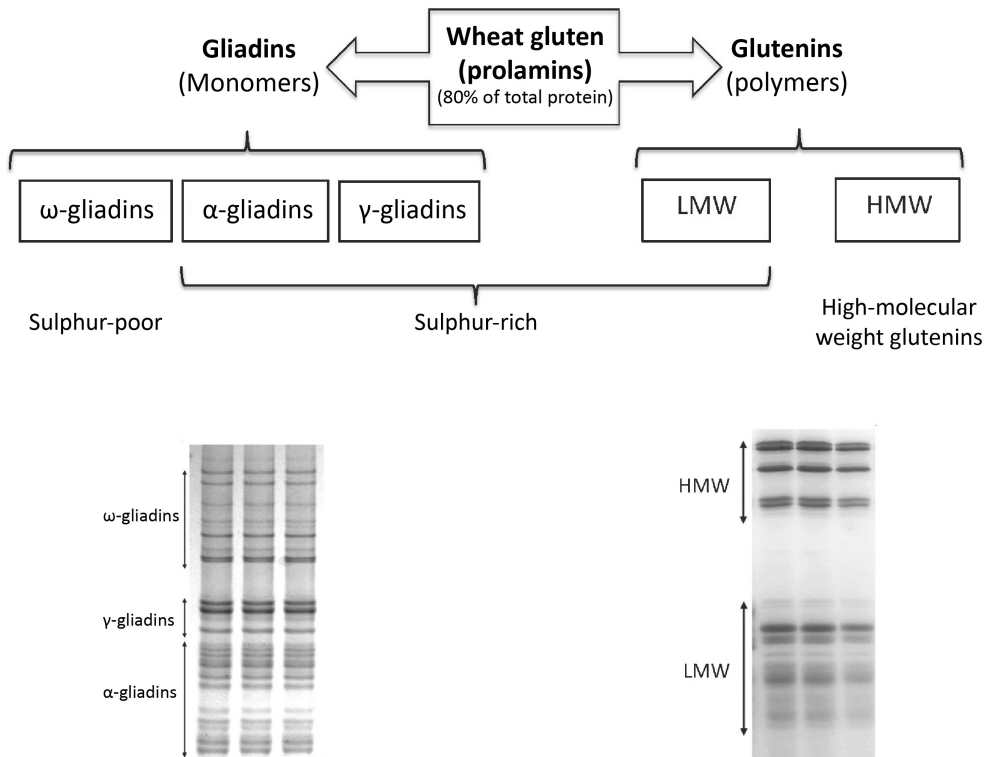 Wheat gluten
(prolamins)
(80% of total protein)
Gliadins
(Monomers)
Glutenins
(polymers)
ω-gliadins
α-gliadins
γ-gliadins
LMW
HMW
Sulphur-poor
Sulphur-rich
High-molecular
weight glutenins
ω-gliadins
γ-gliadins
α-gliadins
HMW
LMW